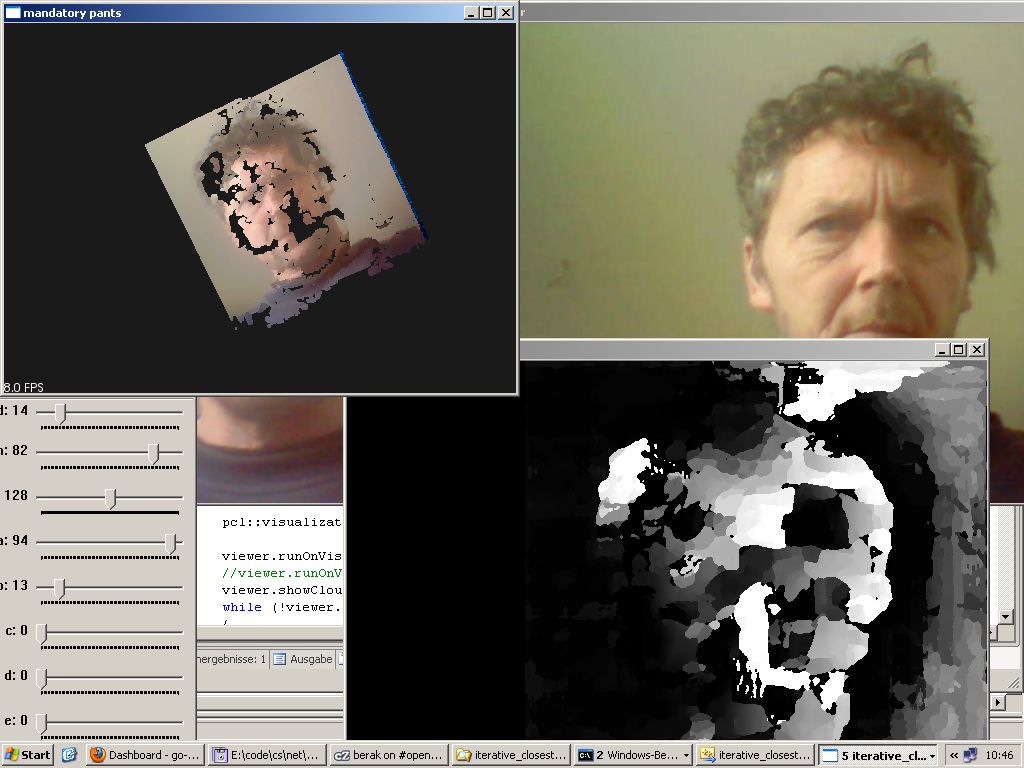 mandatory pants
r
8.0 FPS
d: 14
82
128
a: 94
13
c: 0
d: 0
e: 0
pcl::visualizat
viewer.runOnVis
//viewer.runOnV
viewer.showClou
while (!viewer.
nergebnisse: 1
Ausgabe
Start
Dashboard - go-...
E:\code\cs\net\...
berak on #open...
iterative_closest...
2 Windows-Be...
iterative_closest...
5 iterative_cl...
«
10:46